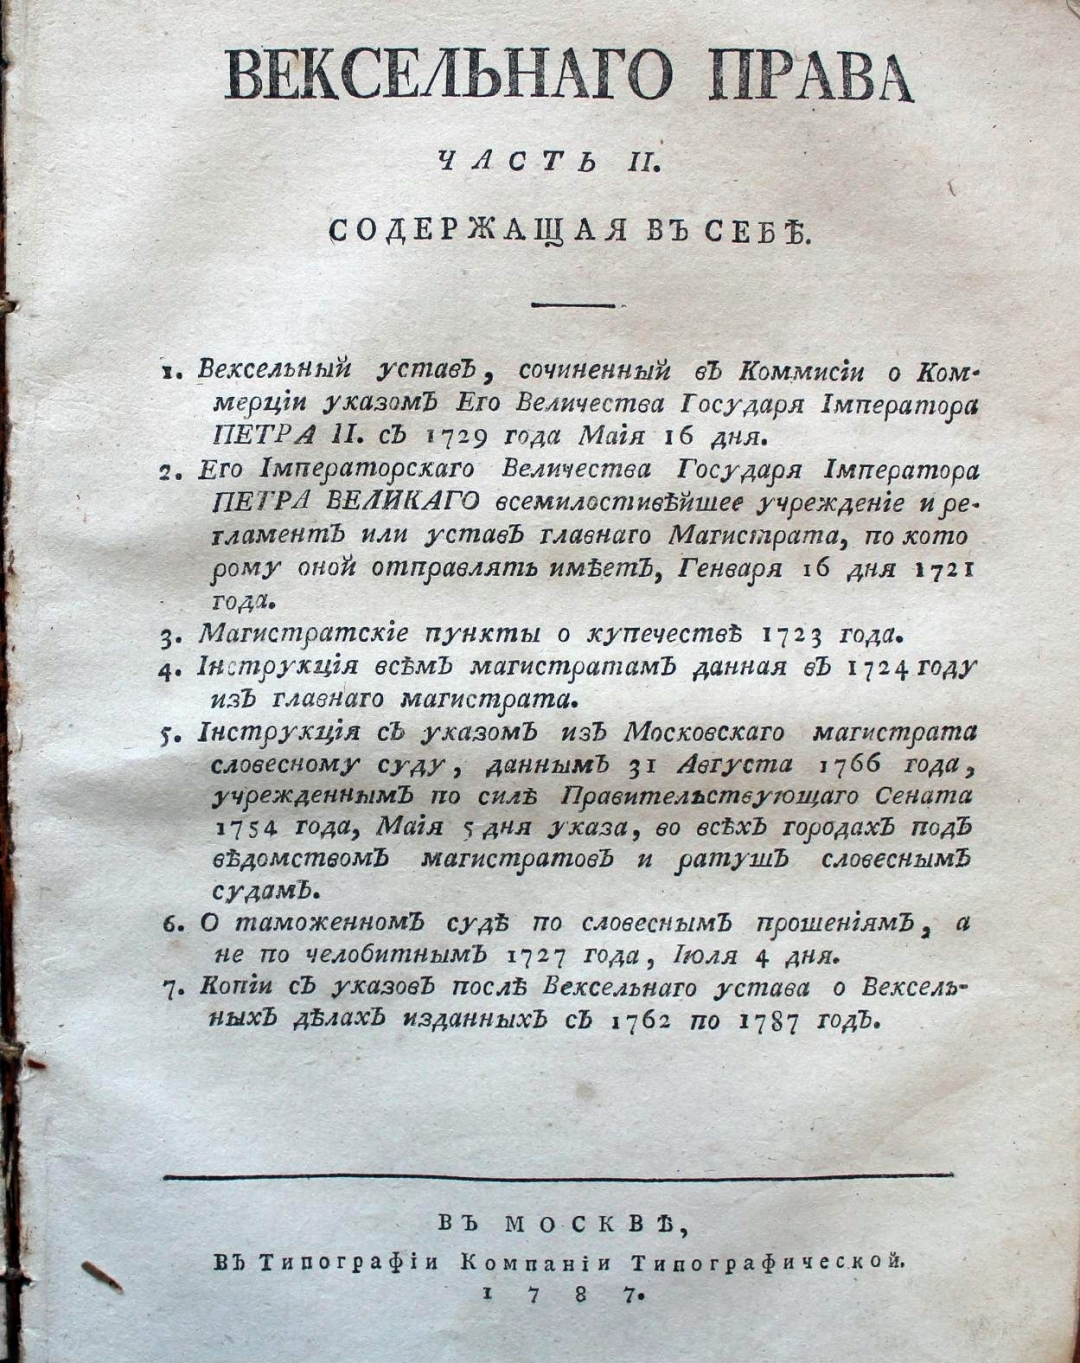 ВЕКСЕЛЬНАГО ПРАВА
ЧАСТЬ II.
СОДЕРЖАЩАЯ ВЪ СЕБѢ.
1. Вексельный уставъ, сочиненный въ Коммисіи о Ком-
мерціи указомъ Его Величества Государя Імператора
ПЕТРА II. съ 1729 года Маія 16 дня.
2. Его Імператорскаго Величества Государя Імператора
ПЕТРА ВЕЛИКАГО всемилостивѣйшее учрежденіе и ре-
гламентъ или уставъ главнаго Магистрата, по кото
рому оной отправлять имѣетъ, Генваря 16 дня 1721
года.
3. Магистратскіе пункты о купечествѣ 1723 года.
4. Інструкція всѣмъ магистратамъ данная въ 1724 году
изъ главнаго магистрата.
5. Інструкція съ указомъ изъ Московскаго магистрата
словесному суду, даннымъ 31 Августа 1766 года,
учрежденнымъ по силѣ Правительствующаго Сената
1754 года, Маія 5 дня указа, во всѣхъ городахъ подъ
вѣдомствомъ магистратовъ и ратушъ словеснымъ
судамъ.
6. О таможенномъ судѣ по словеснымъ прошеніямъ, а
не по челобитнымъ 1727 года, Іюля 4 дня.
7. Копіи съ указовъ послѣ Вексельнаго устава о Вексель-
ныхъ дѣлахъ изданныхъ съ 1762 по 1787 годъ.
ВЪ МОСКВѢ,
Въ Типографіи Компаніи Типографической.
1787.